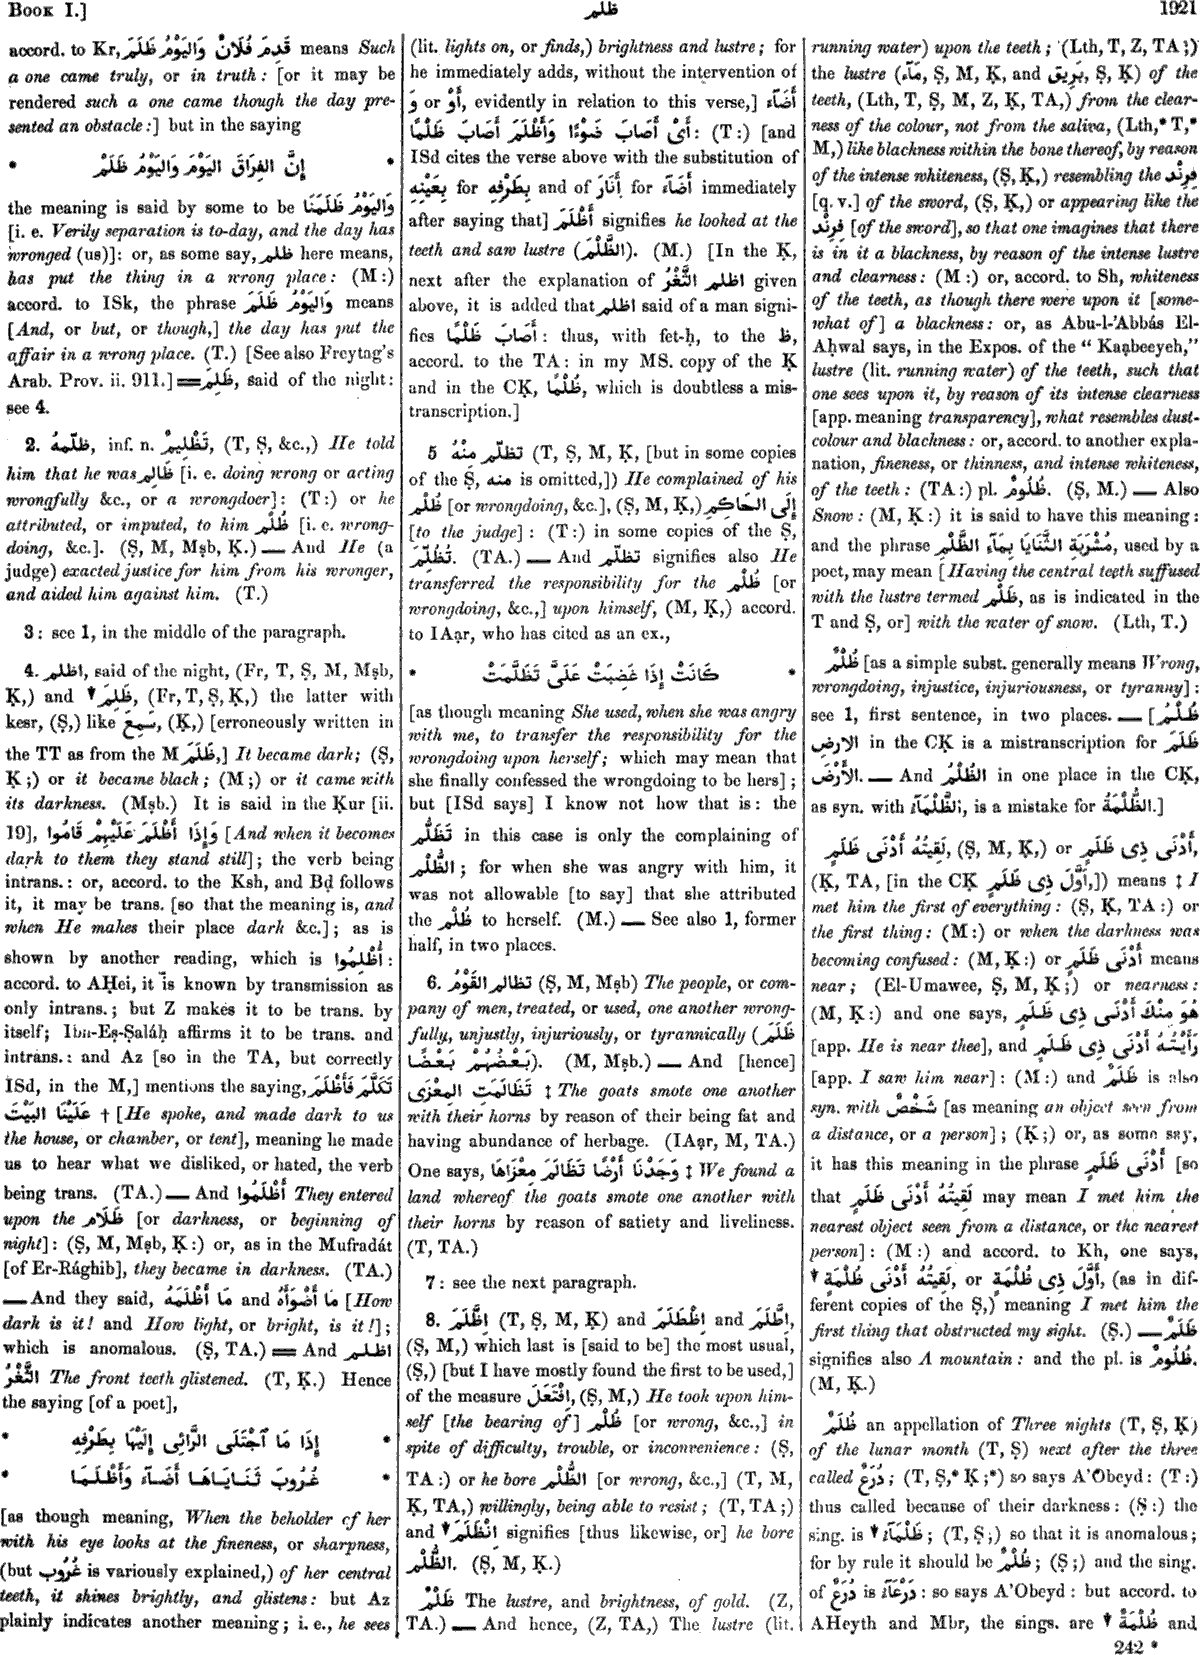 Book I.]
ظلم
1921
accord. to Kr, قَدِمَ فُلَانٌ وَاليَوْمُ ظَلَمَ means Such
a one came truly, or in truth : [or it may be
rendered such a one came though the day pre-
sented an obstacle :] but in the saying
* إِنَّ الفِرَاقَ اليَوْمَ وَاليَوْمُ ظَلَمْ *
the meaning is said by some to be وَاليَوْمُ ظَلَمَنَا
[i. e. Verily separation is to-day, and the day has
wronged (us)]: or, as some say, ظلم here means,
has put the thing in a wrong place : (M :)
accord. to ISk, the phrase وَاليَوْمُ ظَلَمَ means
[And, or but, or though,] the day has put the
affair in a wrong place. (T.) [See also Freytag's
Arab. Prov. ii. 911.] ══ ظَلِمَ, said of the night:
see 4.
2. ظلّمهُ, inf. n. تَظْلِيمٌ, (T, Ṣ, &c.,) He told
him that he was ظَالِم [i. e. doing wrong or acting
wrongfully &c., or a wrongdoer]: (T:) or he
attributed, or imputed, to him ظُلْم [i. e. wrong-
doing, &c.]. (Ṣ, M, Mṣb, Ḳ.) — And He (a
judge) exacted justice for him from his wronger,
and aided him against him. (T.)
3 : see 1, in the middle of the paragraph.
4. اظلم, said of the night, (Fr, T, Ṣ, M, Mṣb,
Ḳ,) and ▼ ظَلِمَ, (Fr, T, Ṣ, Ḳ,) the latter with
kesr, (Ṣ,) like سَمِعَ, (Ḳ,) [erroneously written in
the TT as from the M ظَلَمَ,] It became dark; (Ṣ,
Ḳ ;) or it became black ; (M ;) or it came with
its darkness. (Mṣb.) It is said in the Ḳur [ii.
19], وَإِذَا أَظْلَمَ عَلَيْهِمْ قَامُوا [And when it becomes
dark to them they stand still] ; the verb being
intrans. : or, accord. to the Ksh, and Bḍ follows
it, it may be trans. [so that the meaning is, and
when He makes their place dark &c.] ; as is
shown by another reading, which is أُظْلِمُوا :
accord. to AḤei, it is known by transmission as
only intrans. ; but Z makes it to be trans. by
itself; Ibn-Eṣ-Ṣaláḥ affirms it to be trans. and
intrans. : and Az [so in the TA, but correctly
ISd, in the M,] mentions the saying, تَكَلَّمَ فَأَظْلَمَ
عَلَيْنَا البَيْتَ † [He spoke, and made dark to us
the house, or chamber, or tent], meaning he made
us to hear what we disliked, or hated, the verb
being trans. (TA.) — And أَظْلَمُوا They entered
upon the ظَلَام [or darkness, or beginning of
night] : (Ṣ, M, Mṣb, Ḳ :) or, as in the Mufradát
[of Er-Rághib], they became in darkness. (TA.)
— And they said, مَا أَظْلَمَهُ and مَا أَضْوَأَهُ [How
dark is it! and How light, or bright, is it!] ;
which is anomalous. (Ṣ, TA.) ══ And اظلم
الثَّغْرُ The front teeth glistened. (T, Ḳ.) Hence
the saying [of a poet],
* إِذَا مَا ٱجْتَلَى الرَّائِى إِلَيْهَا بِطَرْفِهِ *
* غُرُوبَ ثَنَايَاهَا أَضَآءَ وَأَظْلَمَا *
[as though meaning, When the beholder of her
with his eye looks at the fineness, or sharpness,
(but غُرُوب is variously explained,) of her central
teeth, it shines brightly, and glistens : but Az
plainly indicates another meaning ; i. e., he sees
(lit. lights on, or finds,) brightness and lustre ; for
he immediately adds, without the intervention of
وَ or أَوْ, evidently in relation to this verse,] أَضَآءَ
أَىْ أَصَابَ ضَوْءًا وَأَظْلَمَ أَصَابَ ظَلْمًا: (T :) [and
ISd cites the verse above with the substitution of
بِعَيْنِهِ for بِطَرْفِهِ and of أَنَارَ for أَضَآءَ immediately
after saying that] أَظْلَمَ signifies he looked at the
teeth and saw lustre (الظَّلْمَ). (M.) [In the Ḳ,
next after the explanation of اظلم الثَّغْرُ given
above, it is added that اظلم said of a man signi-
fies أَصَابَ ظَلْمًا : thus, with fet-ḥ, to the ظ,
accord. to the TA : in my MS. copy of the Ḳ
and in the CḲ, ظُلْمًا, which is doubtless a mis-
transcription.]
5 تظلّم مِنْهُ (T, Ṣ, M, Ḳ, [but in some copies
of the Ṣ, منه is omitted,]) He complained of his
ظُلْم [or wrongdoing, &c.], (Ṣ, M, Ḳ,) إِلَى الحَاكِمِ
[to the judge] : (T :) in some copies of the Ṣ,
تُظُلِّمَ. (TA.) — And تظلّم signifies also He
transferred the responsibility for the ظُلْم [or
wrongdoing, &c.,] upon himself, (M, Ḳ,) accord.
to IAạr, who has cited as an ex.,
* كَانَتْ إِذَا غَضِبَتْ عَلَىَّ تَظَلَّمَتْ *
[as though meaning She used, when she was angry
with me, to transfer the responsibility for the
wrongdoing upon herself ; which may mean that
she finally confessed the wrongdoing to be hers] ;
but [ISd says] I know not how that is : the
تَظَلُّم in this case is only the complaining of
الظُّلْم ; for when she was angry with him, it
was not allowable [to say] that she attributed
the ظُلْم to herself. (M.) — See also 1, former
half, in two places.
6. تظالم القَوْمُ (Ṣ, M, Mṣb) The people, or com-
pany of men, treated, or used, one another wrong-
fully, unjustly, injuriously, or tyrannically (ظَلَمَ
بَعْضُهُمْ بَعْضًا). (M, Mṣb.) — And [hence]
تَظَالَمَتِ المِعْزَى ‡ The goats smote one another
with their horns by reason of their being fat and
having abundance of herbage. (IAạr, M, TA.)
One says, وَجَدْنَا أَرْضًا تَظَالَمَ مِعْزَاهَا ‡ We found a
land whereof the goats smote one another with
their horns by reason of satiety and liveliness.
(T, TA.)
7 : see the next paragraph.
8. اِظَّلَمَ (T, Ṣ, M, Ḳ) and اِظْطَلَمَ and اِطَّلَمَ,
(Ṣ, M,) which last is [said to be] the most usual,
(Ṣ,) [but I have mostly found the first to be used,]
of the measure اِفْتَعَلَ, (Ṣ, M,) He took upon him-
self [the bearing of] ظُلْم [or wrong, &c.,] in
spite of difficulty, trouble, or inconvenience : (Ṣ,
TA :) or he bore الظُّلْم [or wrong, &c.,] (T, M,
Ḳ, TA,) willingly, being able to resist ; (T, TA ;)
and ▼ اِنْظَلَمَ signifies [thus likewise, or] he bore
الظُّلْم. (Ṣ, M, Ḳ.)
ظَلْمٌ The lustre, and brightness, of gold. (Z,
TA.) — And hence, (Z, TA,) The lustre (lit.
running water) upon the teeth ; (Lth, T, Z, TA ;)
the lustre (مَآء, Ṣ, M, Ḳ, and بَرِيق, Ṣ, Ḳ) of the
teeth, (Lth, T, Ṣ, M, Z, Ḳ, TA,) from the clear-
ness of the colour, not from the saliva, (Lth,* T,*
M,) like blackness within the bone thereof, by reason
of the intense whiteness, (Ṣ, Ḳ,) resembling the فِرِنْد
[q. v.] of the sword, (Ṣ, Ḳ,) or appearing like the
فِرِنْد [of the sword], so that one imagines that there
is in it a blackness, by reason of the intense lustre
and clearness : (M :) or, accord. to Sh, whiteness
of the teeth, as though there were upon it [some-
what of] a blackness : or, as Abu-l-'Abbás El-
Aḥwal says, in the Expos. of the “ Kaạbeeyeh,”
lustre (lit. running water) of the teeth, such that
one sees upon it, by reason of its intense clearness
[app. meaning transparency], what resembles dust-
colour and blackness : or, accord. to another expla-
nation, fineness, or thinness, and intense whiteness,
of the teeth : (TA :) pl. ظُلُومٌ. (Ṣ, M.) — Also
Snow : (M, Ḳ :) it is said to have this meaning :
and the phrase مُشْرَبَةِ الثَّنَايَا بِمَآءِ الظَّلْمِ, used by a
poet, may mean [Having the central teeth suffused
with the lustre termed ظَلْم, as is indicated in the
T and Ṣ, or] with the water of snow. (Lth, T.)
ظُلْمٌ [as a simple subst. generally means Wrong,
wrongdoing, injustice, injuriousness, or tyranny] :
see 1, first sentence, in two places. — [ظُلْمُ
الارض in the CḲ is a mistranscription for ظَلَمَ
الأَرْضَ. — And الظُّلْمُ in one place in the CḲ,
as syn. with الظَّلْمَآءُ, is a mistake for الظُّلْمَةُ.]
لَقِيتُهُ أَدْنَى ظَلَمٍ, (Ṣ, M, Ḳ,) or أَدْنَى ذِى ظَلَمٍ,
(Ḳ, TA, [in the CḲ أَوَّلَ ذِى ظَلَمٍ,]) means ‡ I
met him the first of everything : (Ṣ, Ḳ, TA :) or
the first thing : (M :) or when the darkness was
becoming confused : (M, Ḳ :) or أَدْنَى ظَلَمٍ means
near ; (El-Umawee, Ṣ, M, Ḳ ;) or nearness :
(M, Ḳ :) and one says, هُوَ مِنْكَ أَدْنَى ذِى ظَلَمٍ
[app. He is near thee], and رَأَيْتُهُ أَدْنَى ذِى ظَلَمٍ
[app. I saw him near] : (M :) and ظَلَمٌ is also
syn. with شَخْصٌ [as meaning an object seen from
a distance, or a person] ; (Ḳ ;) or, as some say,
it has this meaning in the phrase أَدْنَى ظَلَمٍ [so
that لَقِيتُهُ أَدْنَى ظَلَمٍ may mean I met him the
nearest object seen from a distance, or the nearest
person] : (M :) and accord. to Kh, one says,
لَقِيتُهُ أَدْنَى ظُلْمَةٍ ▼, or أَوَّلَ ذِى ظُلْمَةٍ, (as in dif-
ferent copies of the Ṣ,) meaning I met him the
first thing that obstructed my sight. (Ṣ.) — ظَلَمٌ
signifies also A mountain : and the pl. is ظُلُومٌ.
(M, Ḳ.)
ظُلَمٌ an appellation of Three nights (T, Ṣ, Ḳ)
of the lunar month (T, Ṣ) next after the three
called دُرَعٌ ; (T, Ṣ,* Ḳ ;*) so says A'Obeyd : (T :)
thus called because of their darkness : (Ṣ :) the
sing. is ▼ ظَلْمَآءُ ; (T, Ṣ ;) so that it is anomalous ;
for by rule it should be ظُلْمٌ ; (Ṣ ;) and the sing.
of دُرَعٌ is دَرْعَآءُ : so says A'Obeyd : but accord. to
AHeyth and Mbr, the sings. are ▼ ظُلْمَةٌ and
242 *